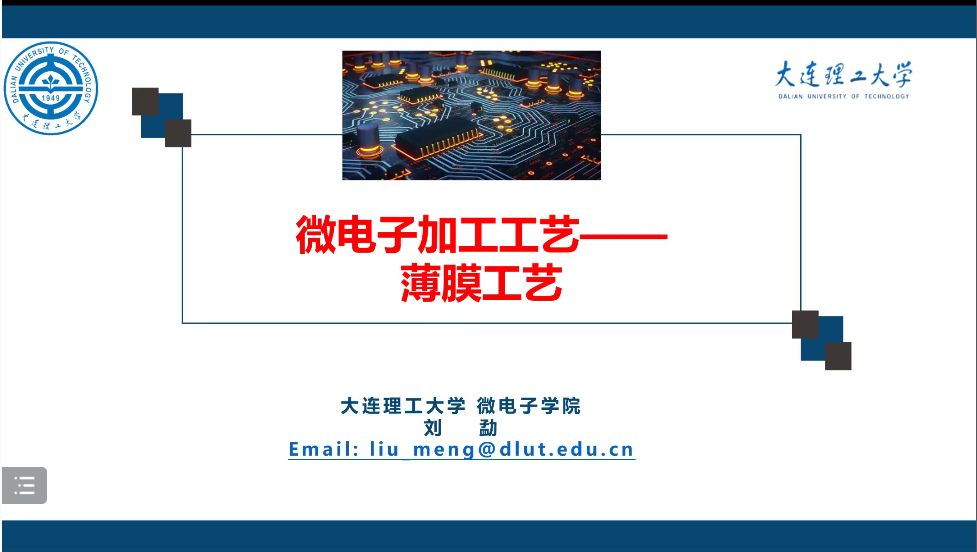 DALIAN UNIVERSITY OF TECHNOLOGY
1949
大连理工大学
大连理工大学
DALIAN UNIVERSITY OF TECHNOLOGY
微电子加工工艺——
薄膜工艺
大连理工大学 微电子学院
刘 勐
Email: liu_meng@dlut.edu.cn